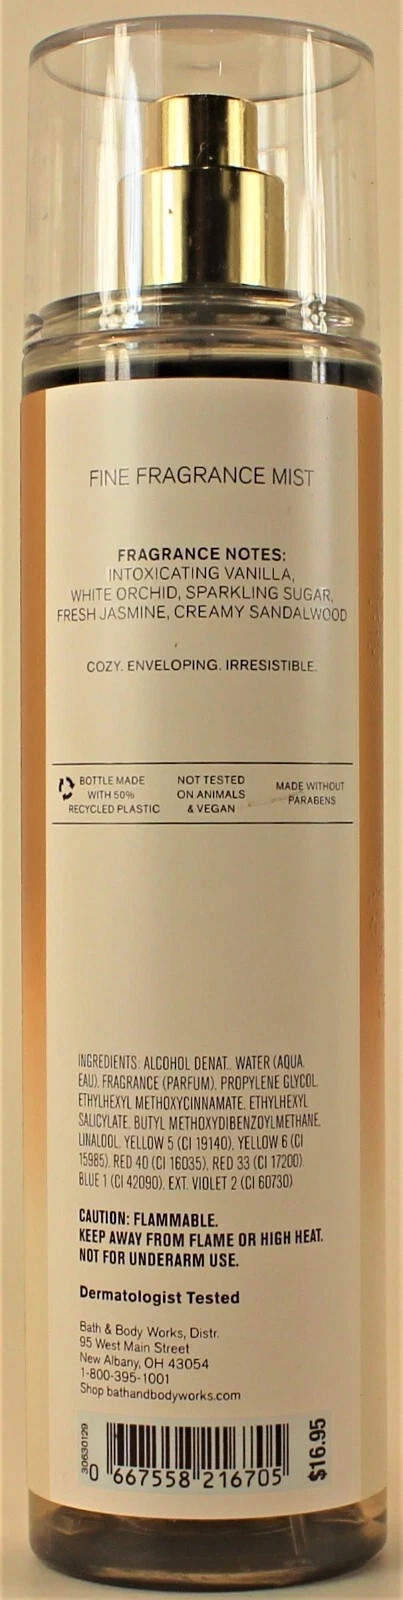 FINE FRAGRANCE MIST
FRAGRANCE NOTES:
INTOXICATING VANILLA,
WHITE ORCHID, SPARKLING SUGAR,
FRESH JASMINE, CREAMY SANDALWOOD
COZY. ENVELOPING. IRRESISTIBLE.
BOTTLE MADE
WITH 50%
RECYCLED PLASTIC
NOT TESTED
ON ANIMALS
& VEGAN
MADE WITHOUT
PARABENS
INGREDIENTS: ALCOHOL DENAT., WATER (AQUA,
EAU), FRAGRANCE (PARFUM), PROPYLENE GLYCOL,
ETHYLHEXYL METHOXYCINNAMATE, ETHYLHEXYL
SALICYLATE, BUTYL METHOXYDIBENZOYLMETHANE,
LINALOOL, YELLOW 5 (CI 19140), YELLOW 6 (CI
15985), RED 40 (CI 16035), RED 33 (CI 17200),
BLUE 1 (CI 42090), EXT. VIOLET 2 (CI 60730)
CAUTION: FLAMMABLE.
KEEP AWAY FROM FLAME OR HIGH HEAT.
NOT FOR UNDERARM USE.
Dermatologist Tested
Bath & Body Works, Distr.
95 West Main Street
New Albany, OH 43054
1-800-395-1001
Shop bathandbodyworks.com
30630129
0 667558 216705
$16.95